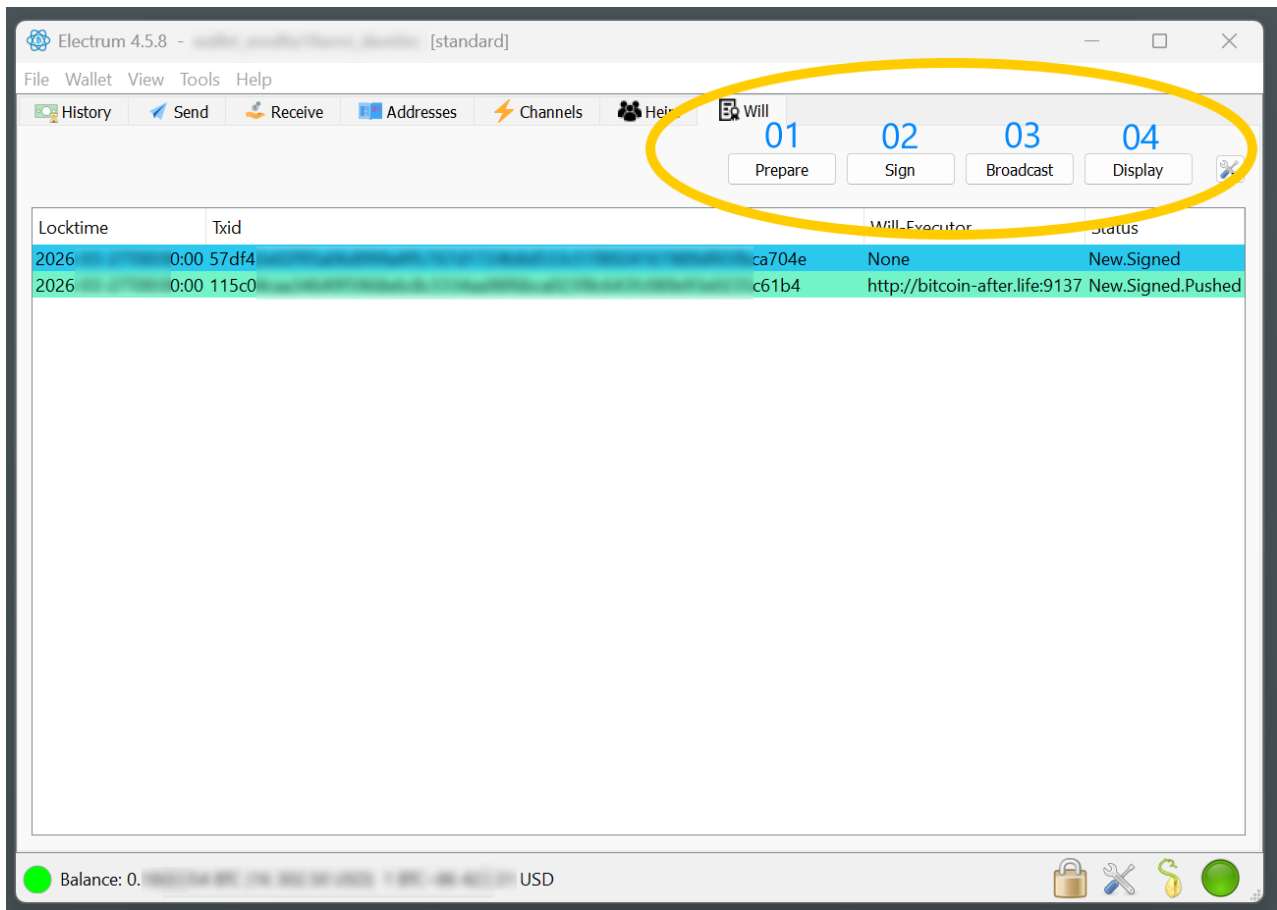 Electrum 4.5.8 - [standard]
File Wallet View Tools Help
History Send Receive Addresses Channels Will
01 02 03 04
Prepare Sign Broadcast Display
Locktime Txid Will-Executor Status
2026 0:00 57df4 ca704e None New.Signed
2026 0:00 115c0 c61b4 http://bitcoin-after.life:9137 New.Signed.Pushed
Balance: 0. USD